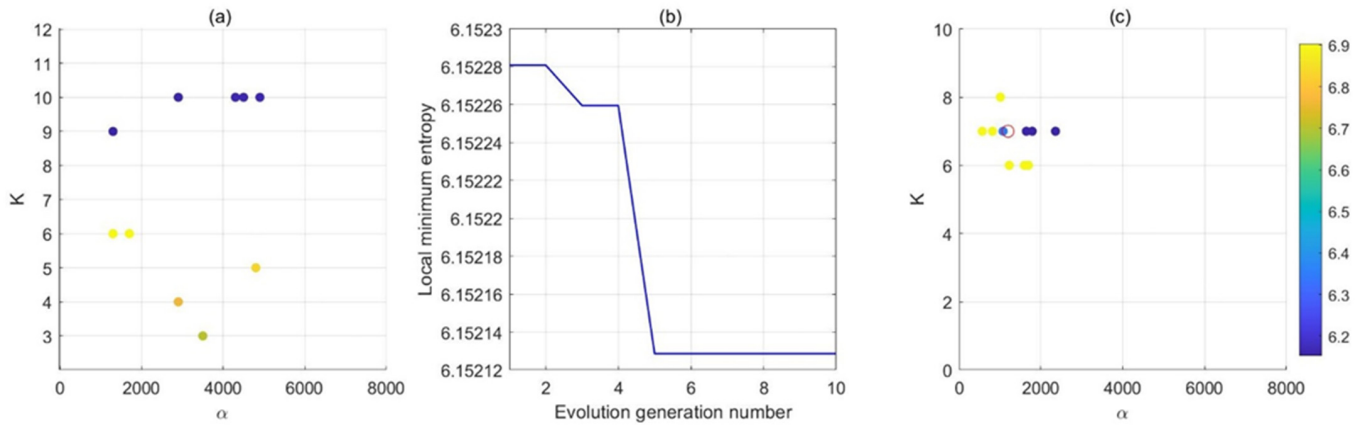 (a)
12
11
10
9
8
7
6
5
4
3
K
0 2000 4000 6000 8000
α
(b)
6.1523
6.15228
6.15226
6.15224
6.15222
6.1522
6.15218
6.15216
6.15214
6.15212
Local minimum entropy
2 4 6 8 10
Evolution generation number
(c)
10
8
6
4
2
0
K
0 2000 4000 6000 8000
α
6.9
6.8
6.7
6.6
6.5
6.4
6.3
6.2